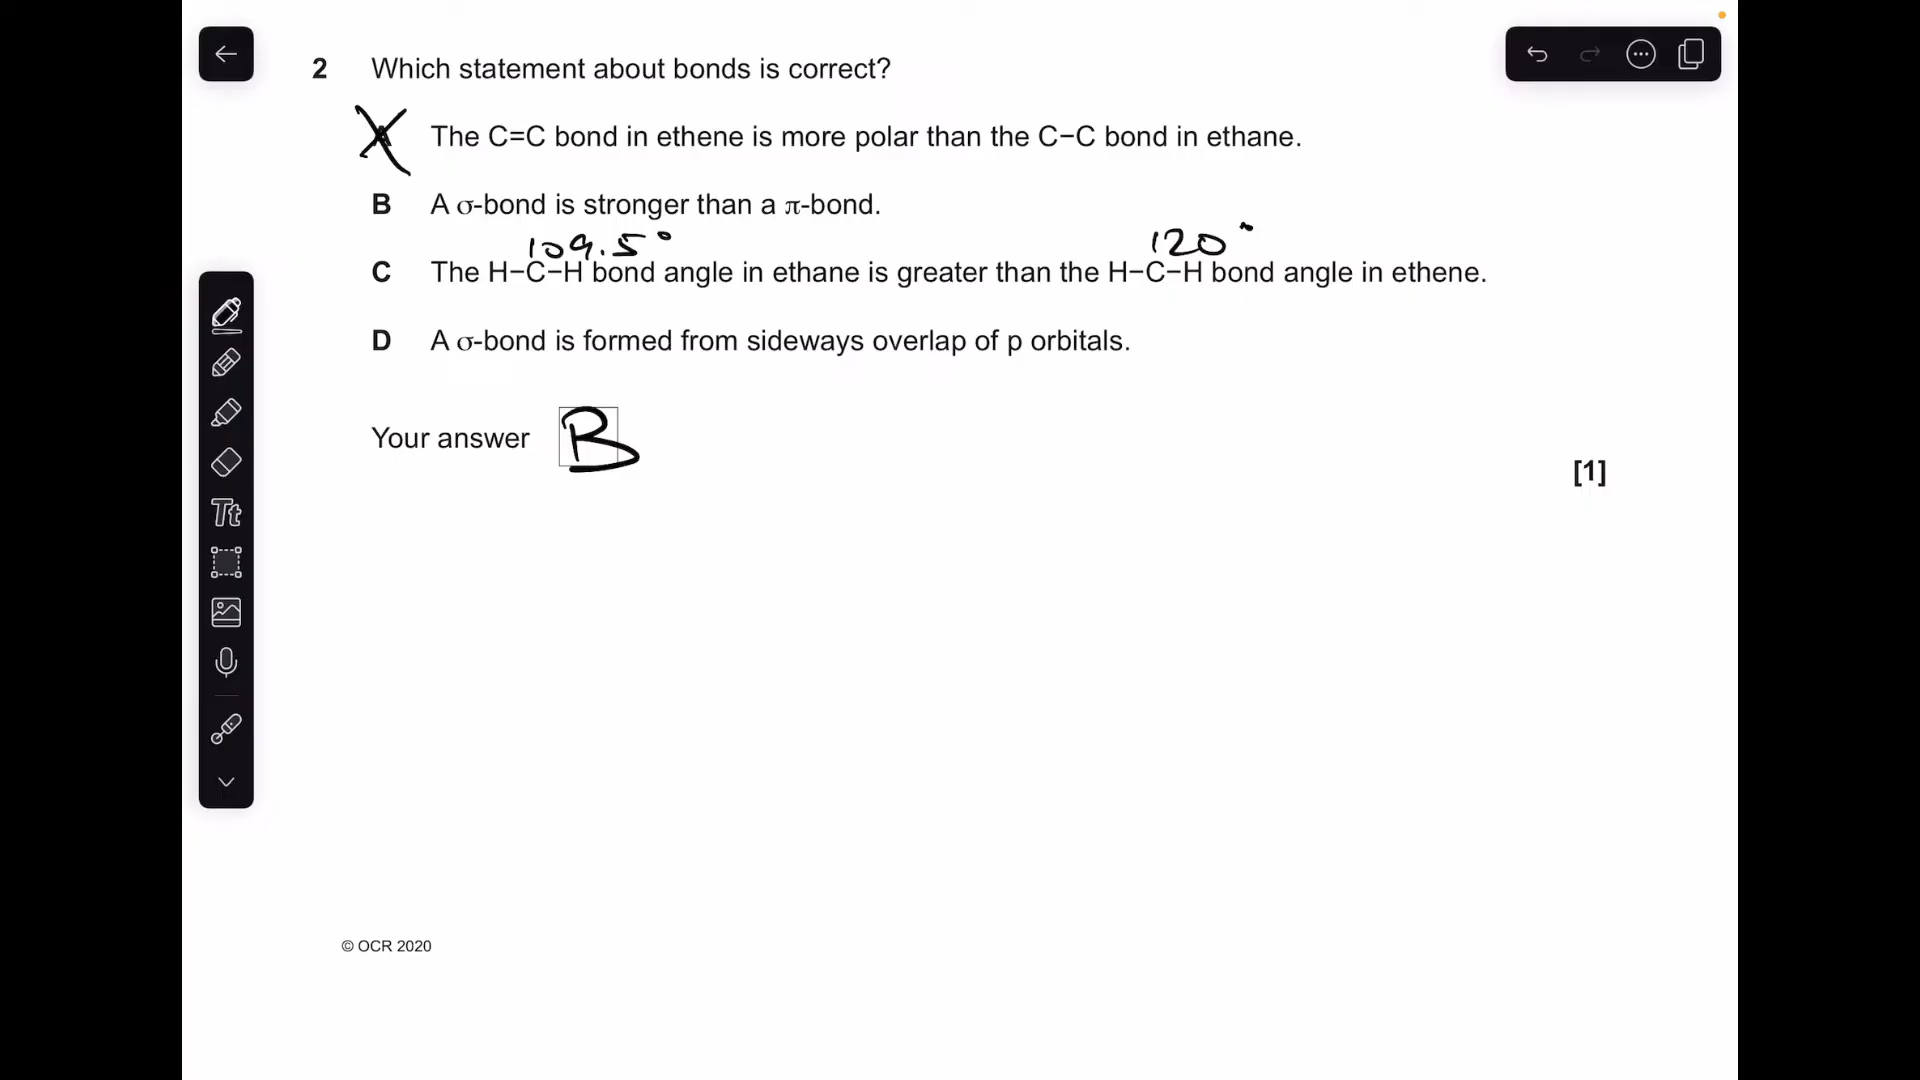 2 Which statement about bonds is correct?
The C=C bond in ethene is more polar than the C−C bond in ethane.
B A σ-bond is stronger than a π-bond.
109.5° 120°
C The H−C−H bond angle in ethane is greater than the H−C−H bond angle in ethene.
D A σ-bond is formed from sideways overlap of p orbitals.
Your answer B
[1]
© OCR 2020
Tt